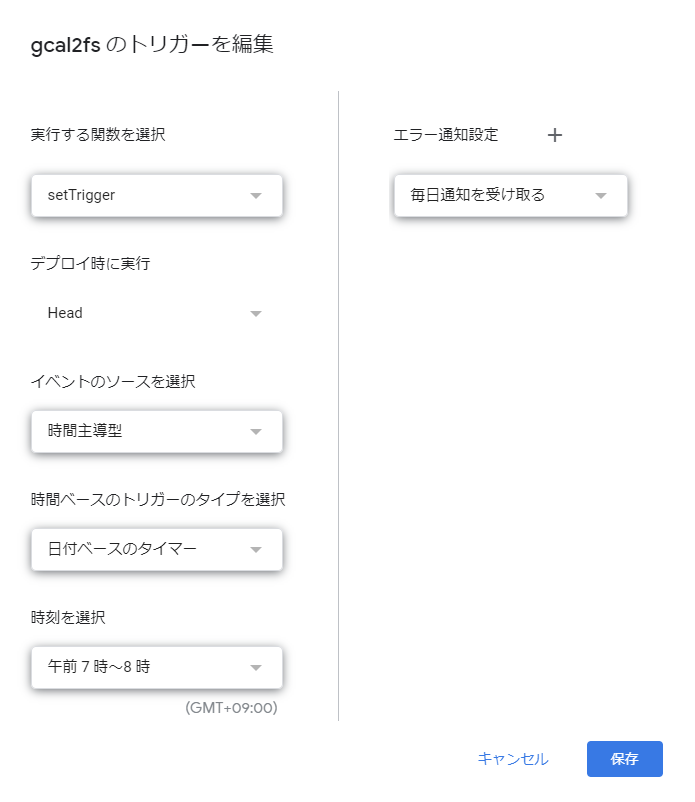 gcal2fs のトリガーを編集
実行する関数を選択
setTrigger
デプロイ時に実行
Head
イベントのソースを選択
時間主導型
時間ベースのトリガーのタイプを選択
日付ベースのタイマー
時刻を選択
午前 7 時～8 時
(GMT+09:00)
エラー通知設定
毎日通知を受け取る
キャンセル
保存